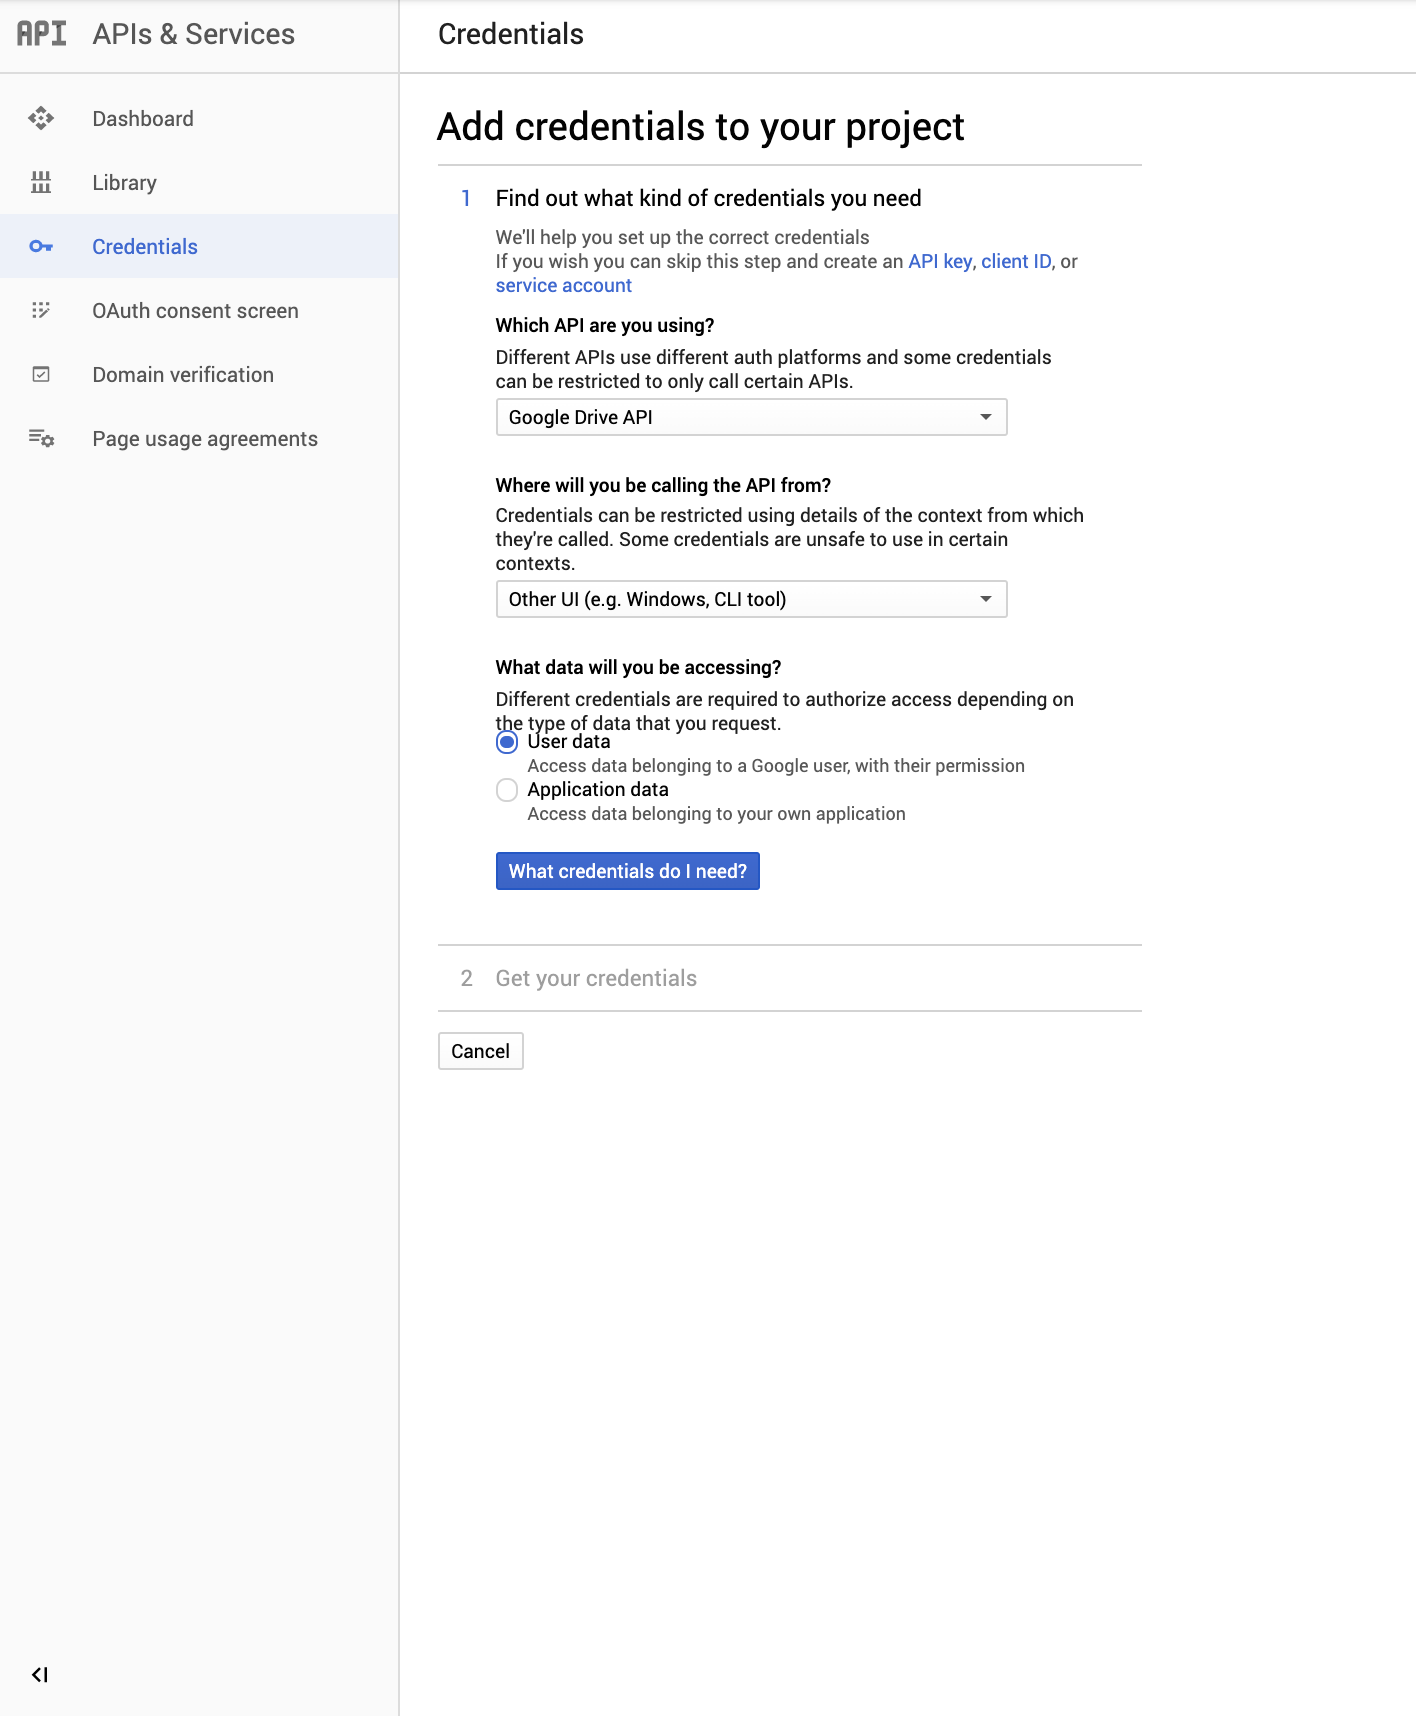 API APIs & Services
Credentials
Dashboard
Library
Credentials
OAuth consent screen
Domain verification
Page usage agreements
Add credentials to your project
1 Find out what kind of credentials you need
We'll help you set up the correct credentials
If you wish you can skip this step and create an API key, client ID, or
service account
Which API are you using?
Different APIs use different auth platforms and some credentials
can be restricted to only call certain APIs.
Google Drive API
Where will you be calling the API from?
Credentials can be restricted using details of the context from which
they're called. Some credentials are unsafe to use in certain
contexts.
Other UI (e.g. Windows, CLI tool)
What data will you be accessing?
Different credentials are required to authorize access depending on
the type of data that you request.
User data
Access data belonging to a Google user, with their permission
Application data
Access data belonging to your own application
What credentials do I need?
2 Get your credentials
Cancel